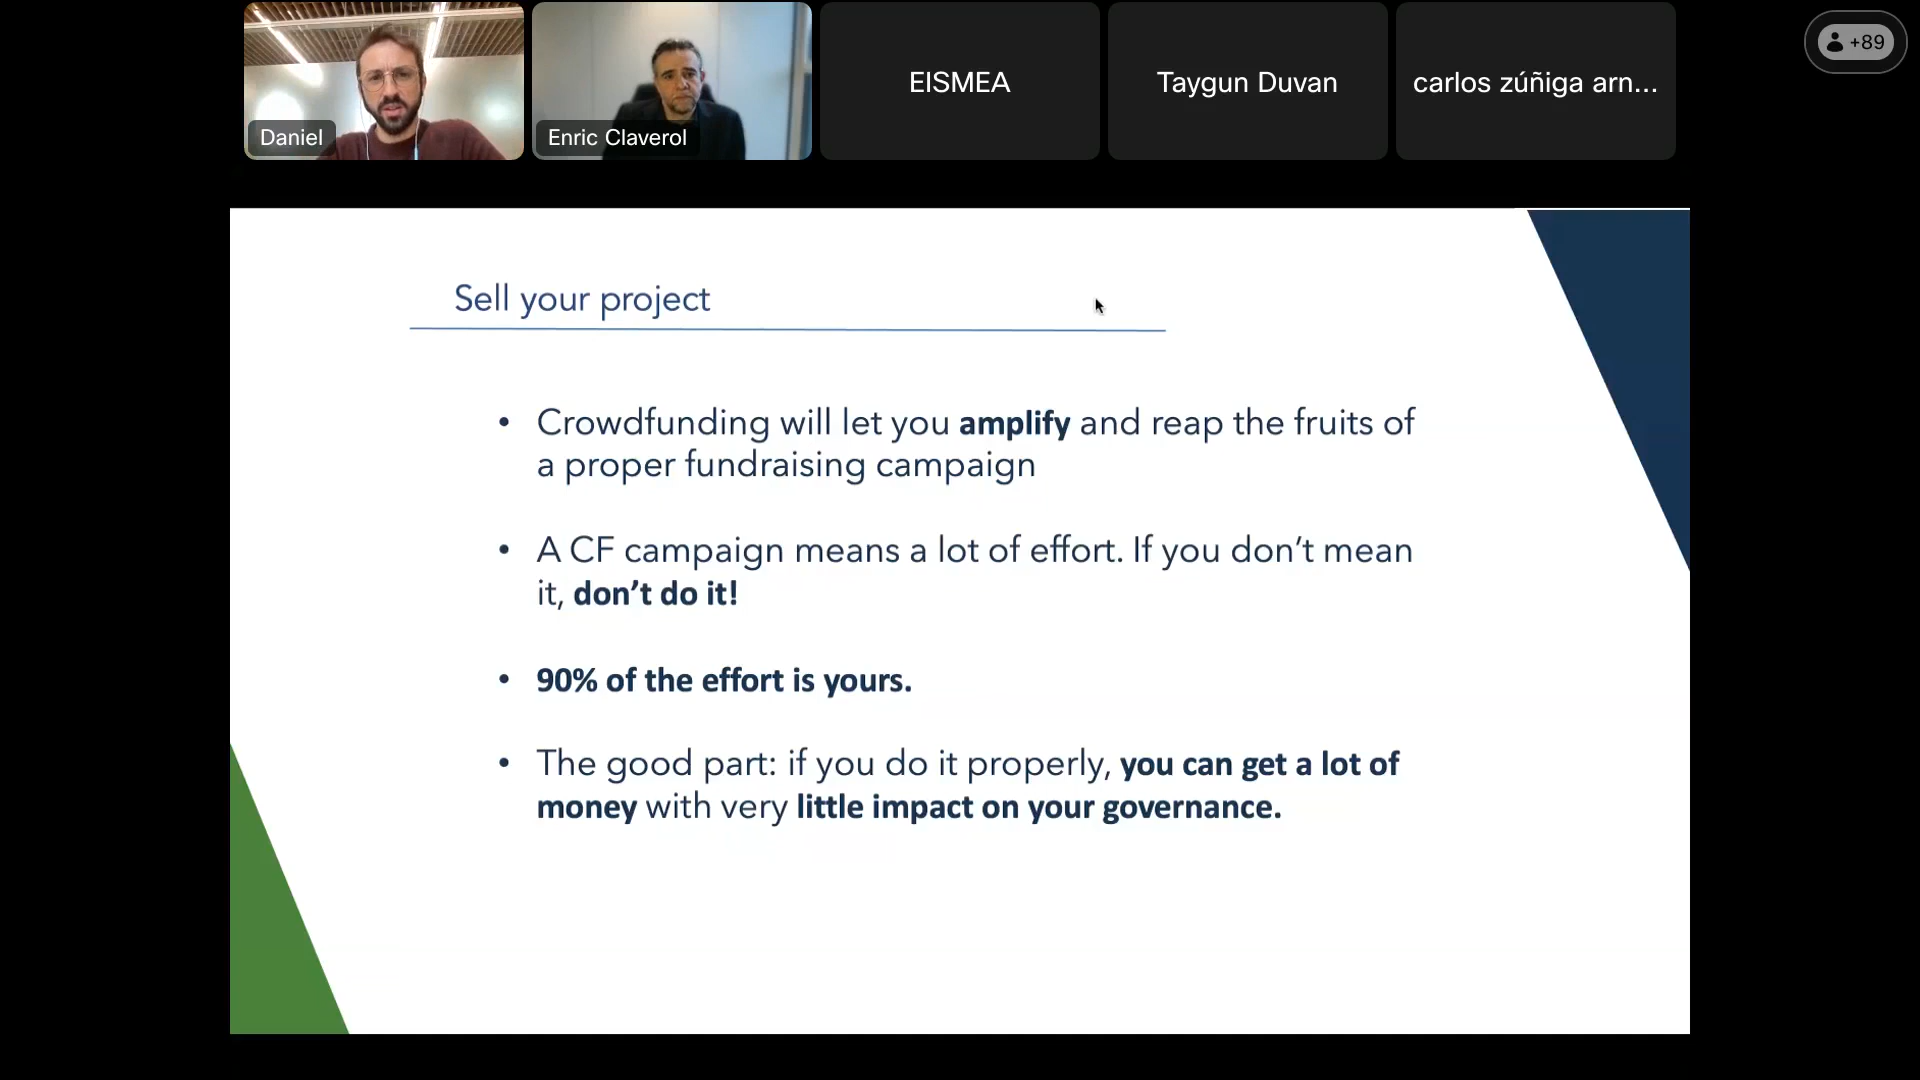 Daniel
Enric Claverol
EISMEA
Taygun Duvan
carlos zúñiga arn...
+89
Sell your project
• Crowdfunding will let you amplify and reap the fruits of
a proper fundraising campaign
• A CF campaign means a lot of effort. If you don’t mean
it, don’t do it!
• 90% of the effort is yours.
• The good part: if you do it properly, you can get a lot of
money with very little impact on your governance.